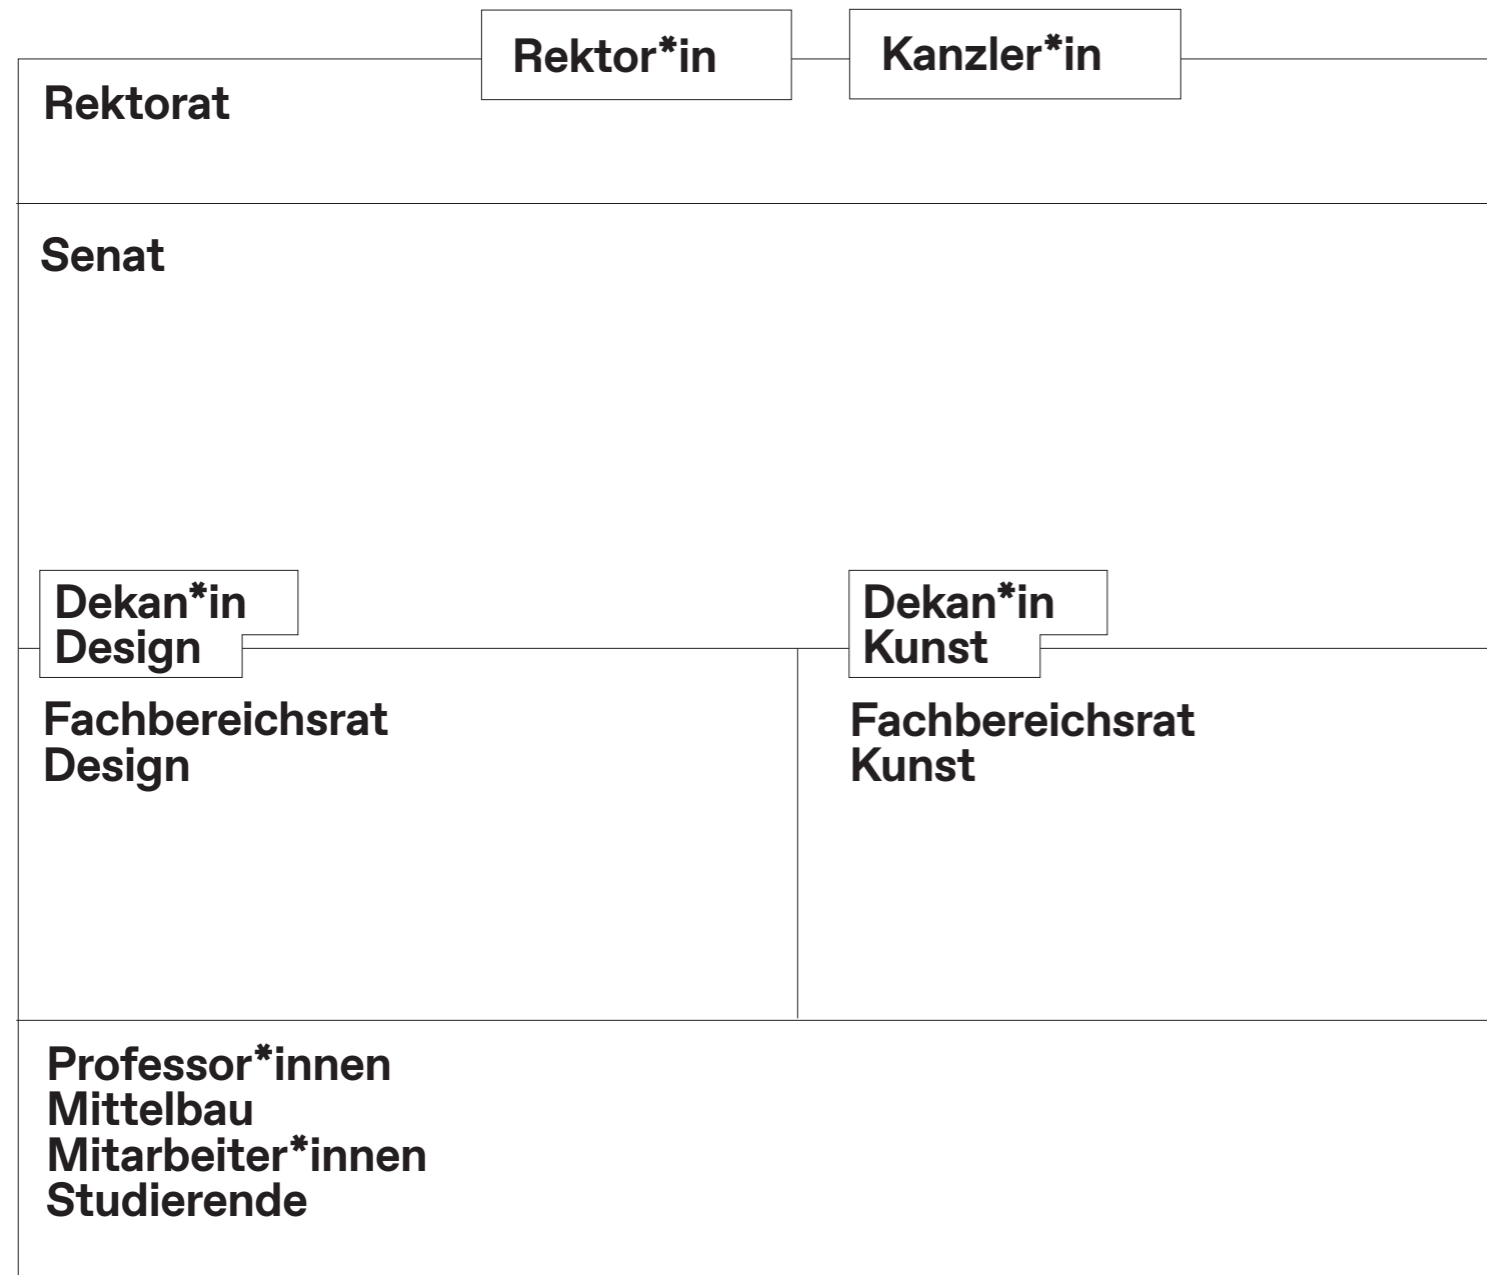 Rektor*in
Kanzler*in
Rektorat
Senat
Dekan*in
Design
Dekan*in
Kunst
Fachbereichsrat
Design
Fachbereichsrat
Kunst
Professor*innen
Mittelbau
Mitarbeiter*innen
Studierende